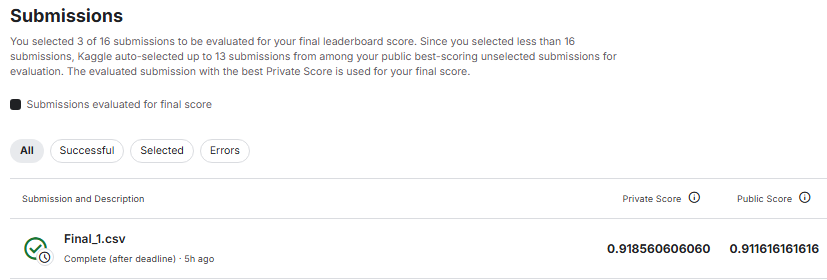 Submissions
You selected 3 of 16 submissions to be evaluated for your final leaderboard score. Since you selected less than 16
submissions, Kaggle auto-selected up to 13 submissions from among your public best-scoring unselected submissions for
evaluation. The evaluated submission with the best Private Score is used for your final score.
Submissions evaluated for final score
All Successful Selected Errors
Submission and Description Private Score Public Score
Final_1.csv
0.918560606060 0.911616161616
Complete (after deadline) · 5h ago